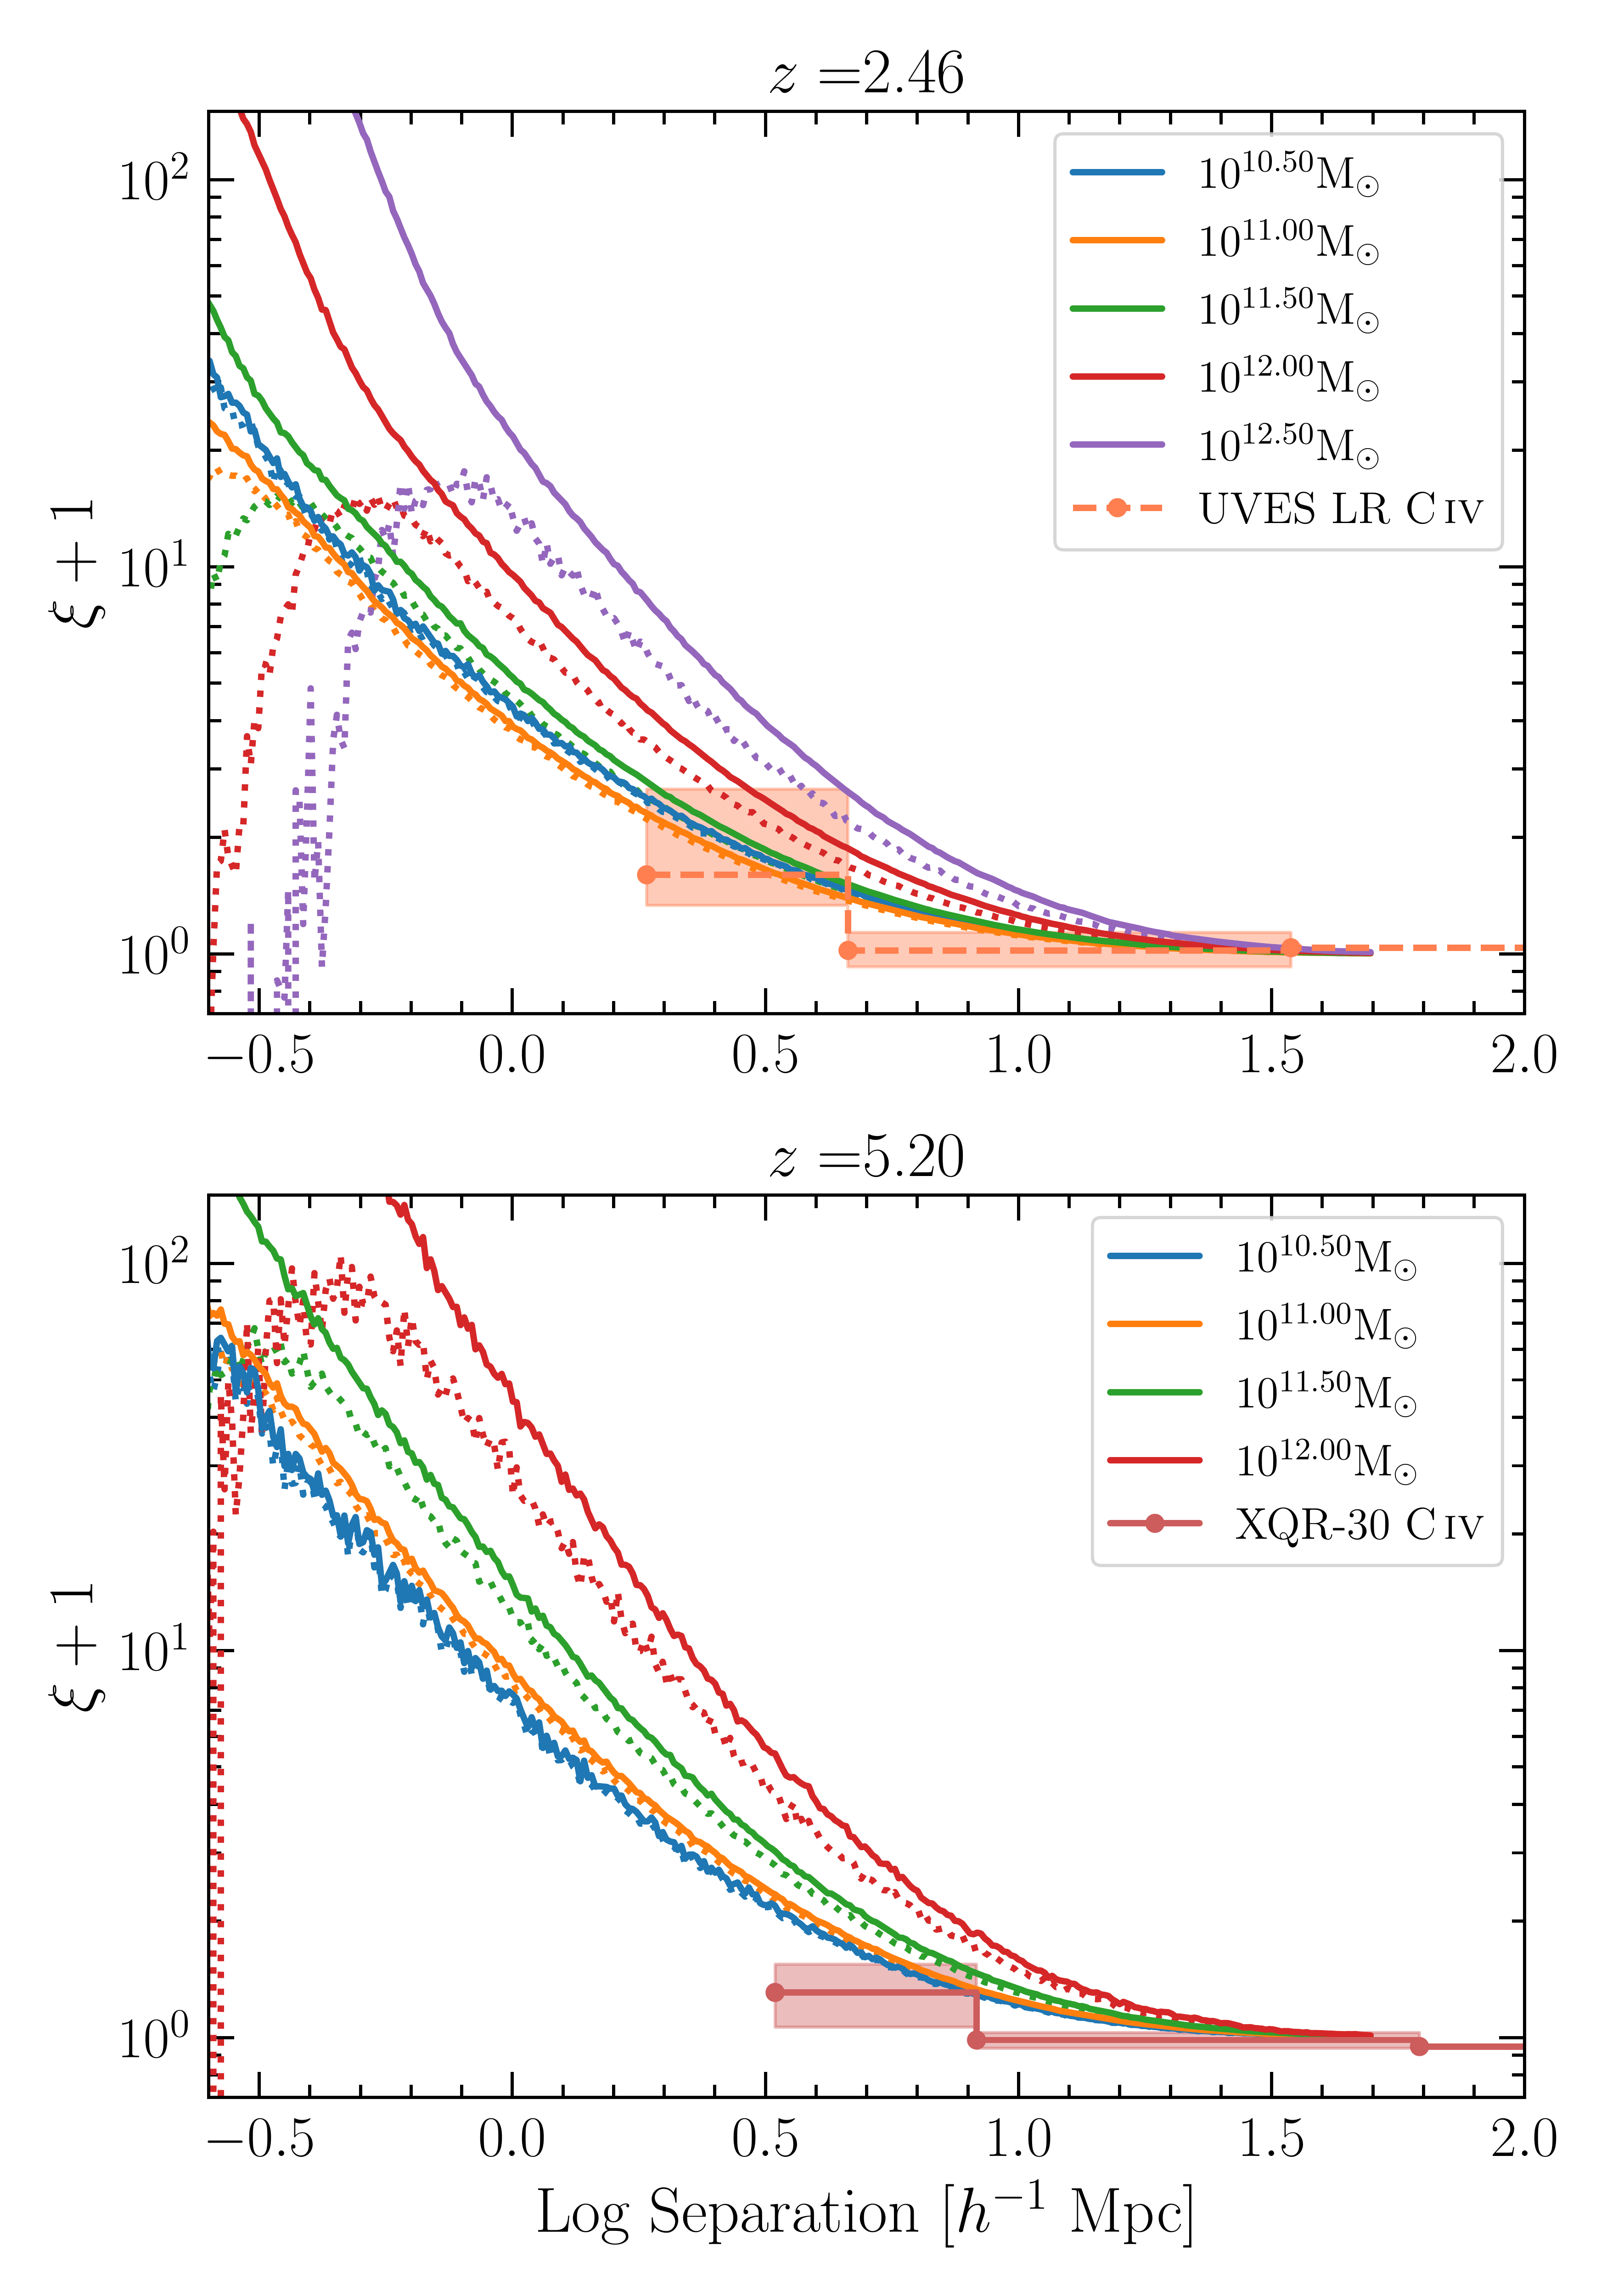 z =2.46
10^2
10^1
10^0
ξ + 1
10^10.50 M⊙
10^11.00 M⊙
10^11.50 M⊙
10^12.00 M⊙
10^12.50 M⊙
UVES LR C IV
−0.5 0.0 0.5 1.0 1.5 2.0
z =5.20
10^2
10^1
10^0
ξ + 1
10^10.50 M⊙
10^11.00 M⊙
10^11.50 M⊙
10^12.00 M⊙
XQR-30 C IV
−0.5 0.0 0.5 1.0 1.5 2.0
Log Separation [h^−1 Mpc]